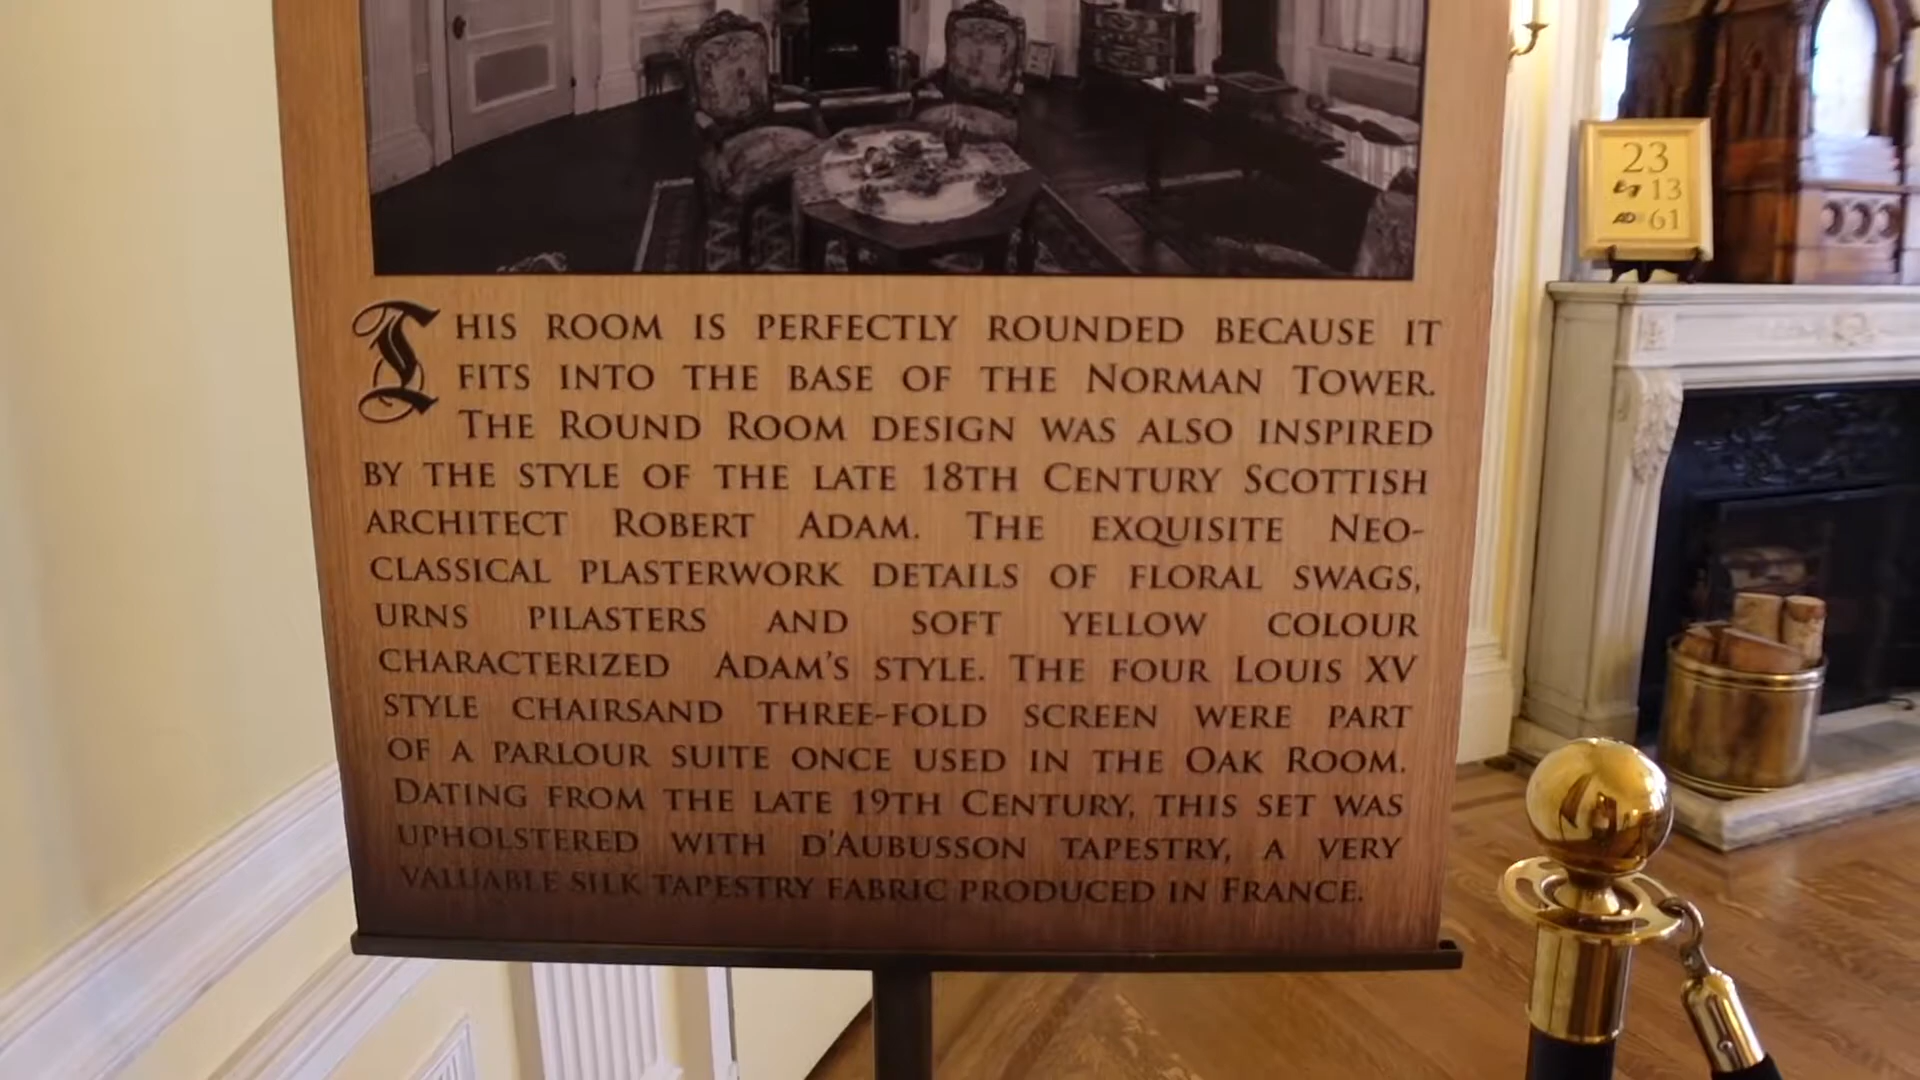 THIS ROOM IS PERFECTLY ROUNDED BECAUSE IT
FITS INTO THE BASE OF THE NORMAN TOWER.
THE ROUND ROOM DESIGN WAS ALSO INSPIRED
BY THE STYLE OF THE LATE 18TH CENTURY SCOTTISH
ARCHITECT ROBERT ADAM. THE EXQUISITE NEO-
CLASSICAL PLASTERWORK DETAILS OF FLORAL SWAGS,
URNS PILASTERS AND SOFT YELLOW COLOUR
CHARACTERIZED ADAM'S STYLE. THE FOUR LOUIS XV
STYLE CHAIRSAND THREE-FOLD SCREEN WERE PART
OF A PARLOUR SUITE ONCE USED IN THE OAK ROOM.
DATING FROM THE LATE 19TH CENTURY, THIS SET WAS
UPHOLSTERED WITH D'AUBUSSON TAPESTRY, A VERY
VALUABLE SILK TAPESTRY FABRIC PRODUCED IN FRANCE.
23
13
AD 61